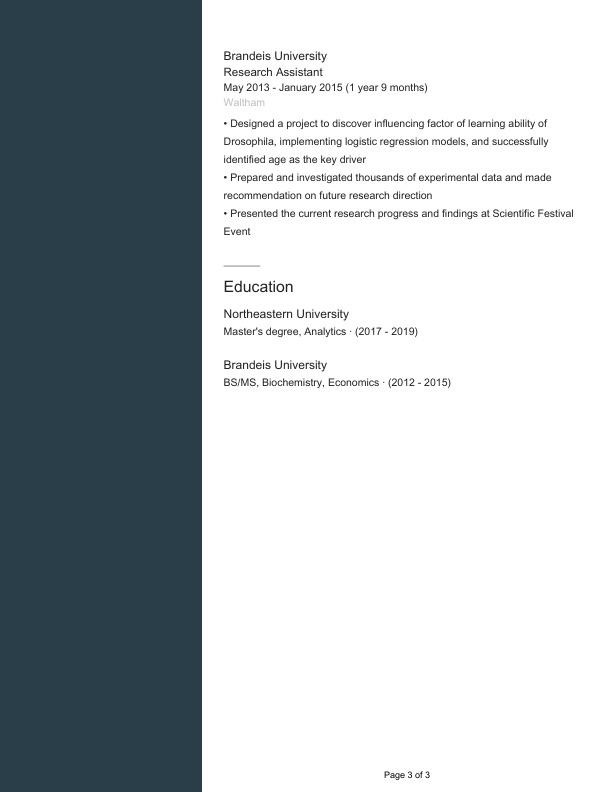 Brandeis University
Research Assistant
May 2013 - January 2015 (1 year 9 months)
Waltham
• Designed a project to discover influencing factor of learning ability of
Drosophila, implementing logistic regression models, and successfully
identified age as the key driver
• Prepared and investigated thousands of experimental data and made
recommendation on future research direction
• Presented the current research progress and findings at Scientific Festival
Event
Education
Northeastern University
Master's degree, Analytics · (2017 - 2019)
Brandeis University
BS/MS, Biochemistry, Economics · (2012 - 2015)
Page 3 of 3